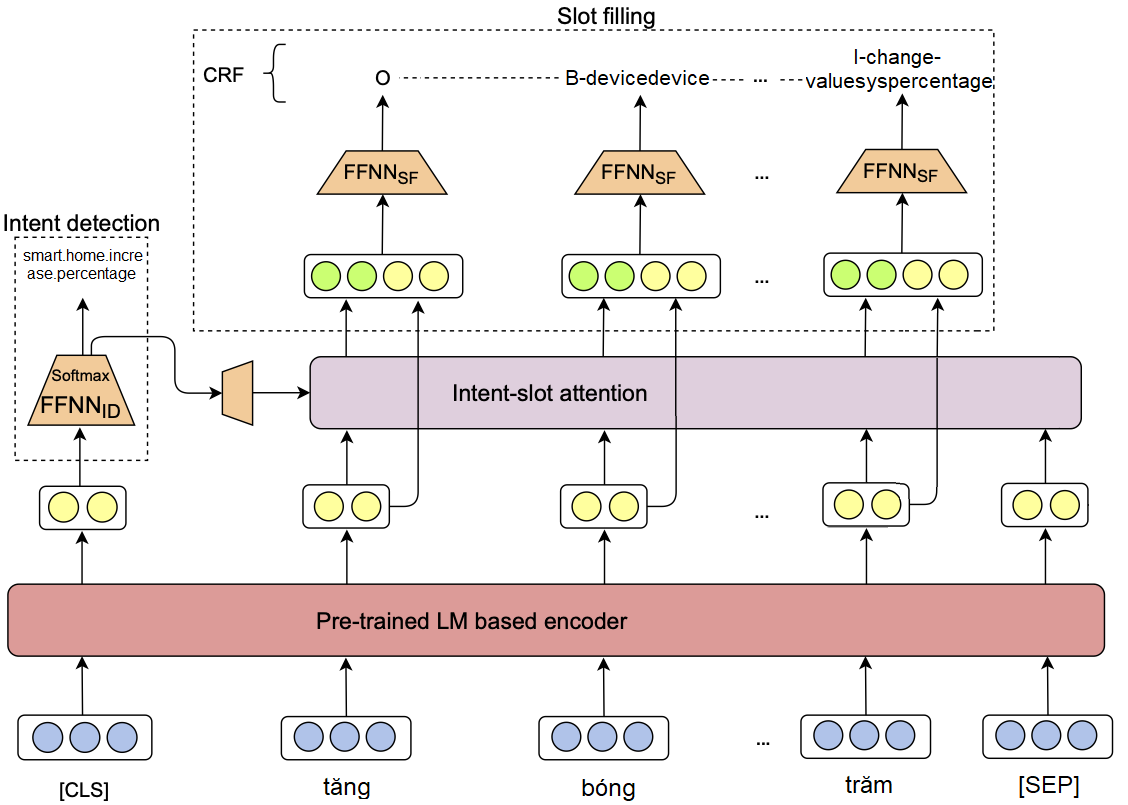 Slot filling
CRF
O
B-devicedevice
...
I-change-
valuesyspercentage
FFNNSF
FFNNSF
...
FFNNSF
Intent detection
smart.home.incre
ase.percentage
...
Softmax
FFNNID
Intent-slot attention
...
Pre-trained LM based encoder
...
[CLS]
tăng
bóng
trăm
[SEP]